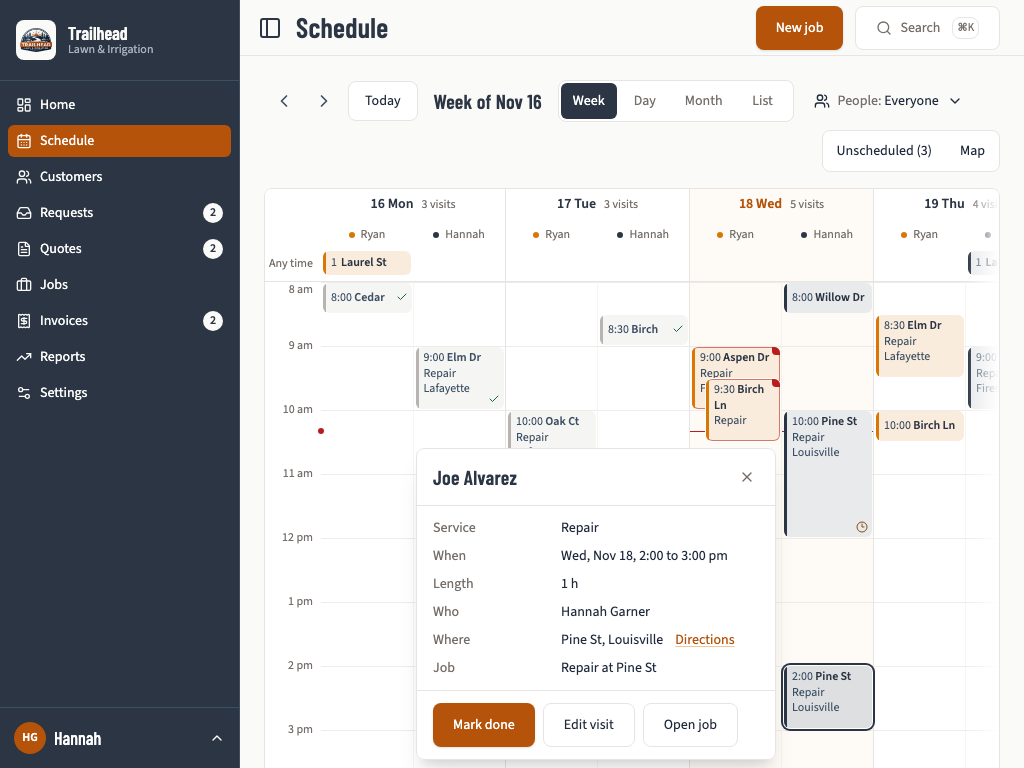 Trailhead
Lawn & Irrigation
Home
Schedule
Customers
Requests 2
Quotes 2
Jobs
Invoices 2
Reports
Settings
HG Hannah
Schedule
New job
Search ⌘K
Today
Week of Nov 16
Week Day Month List
People: Everyone
Unscheduled (3) Map
16 Mon 3 visits
17 Tue 3 visits
18 Wed 5 visits
19 Thu 4 vis
Ryan Hannah
Ryan Hannah
Ryan Hannah
Ryan
Any time
1 Laurel St
1 La
8 am
9 am
10 am
11 am
12 pm
1 pm
2 pm
3 pm
8:00 Cedar
9:00 Elm Dr
Repair
Lafayette
8:30 Birch
10:00 Oak Ct
Repair
9:00 Aspen Dr
Repair
9:30 Birch
Ln
Repair
8:00 Willow Dr
10:00 Pine St
Repair
Louisville
2:00 Pine St
Repair
Louisville
8:30 Elm Dr
Repair
Lafayette
10:00 Birch Ln
9:00
Rep
Fire
Joe Alvarez
Service Repair
When Wed, Nov 18, 2:00 to 3:00 pm
Length 1 h
Who Hannah Garner
Where Pine St, Louisville Directions
Job Repair at Pine St
Mark done Edit visit Open job